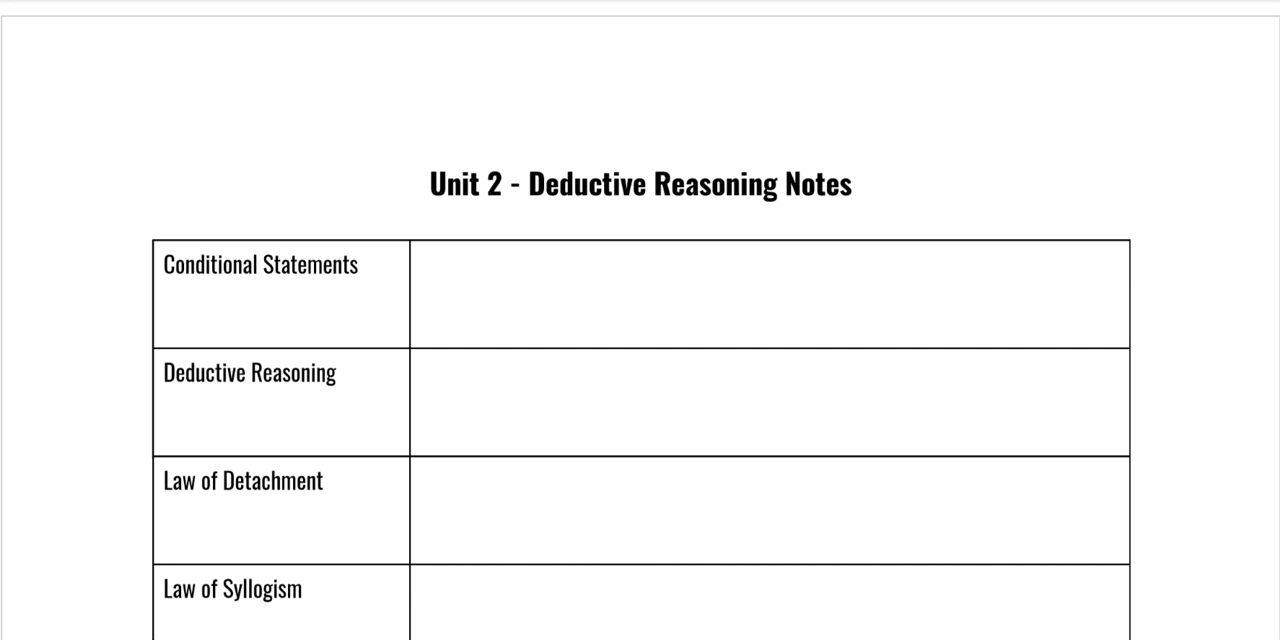 Unit 2 - Deductive Reasoning Notes
Conditional Statements
Deductive Reasoning
Law of Detachment
Law of Syllogism